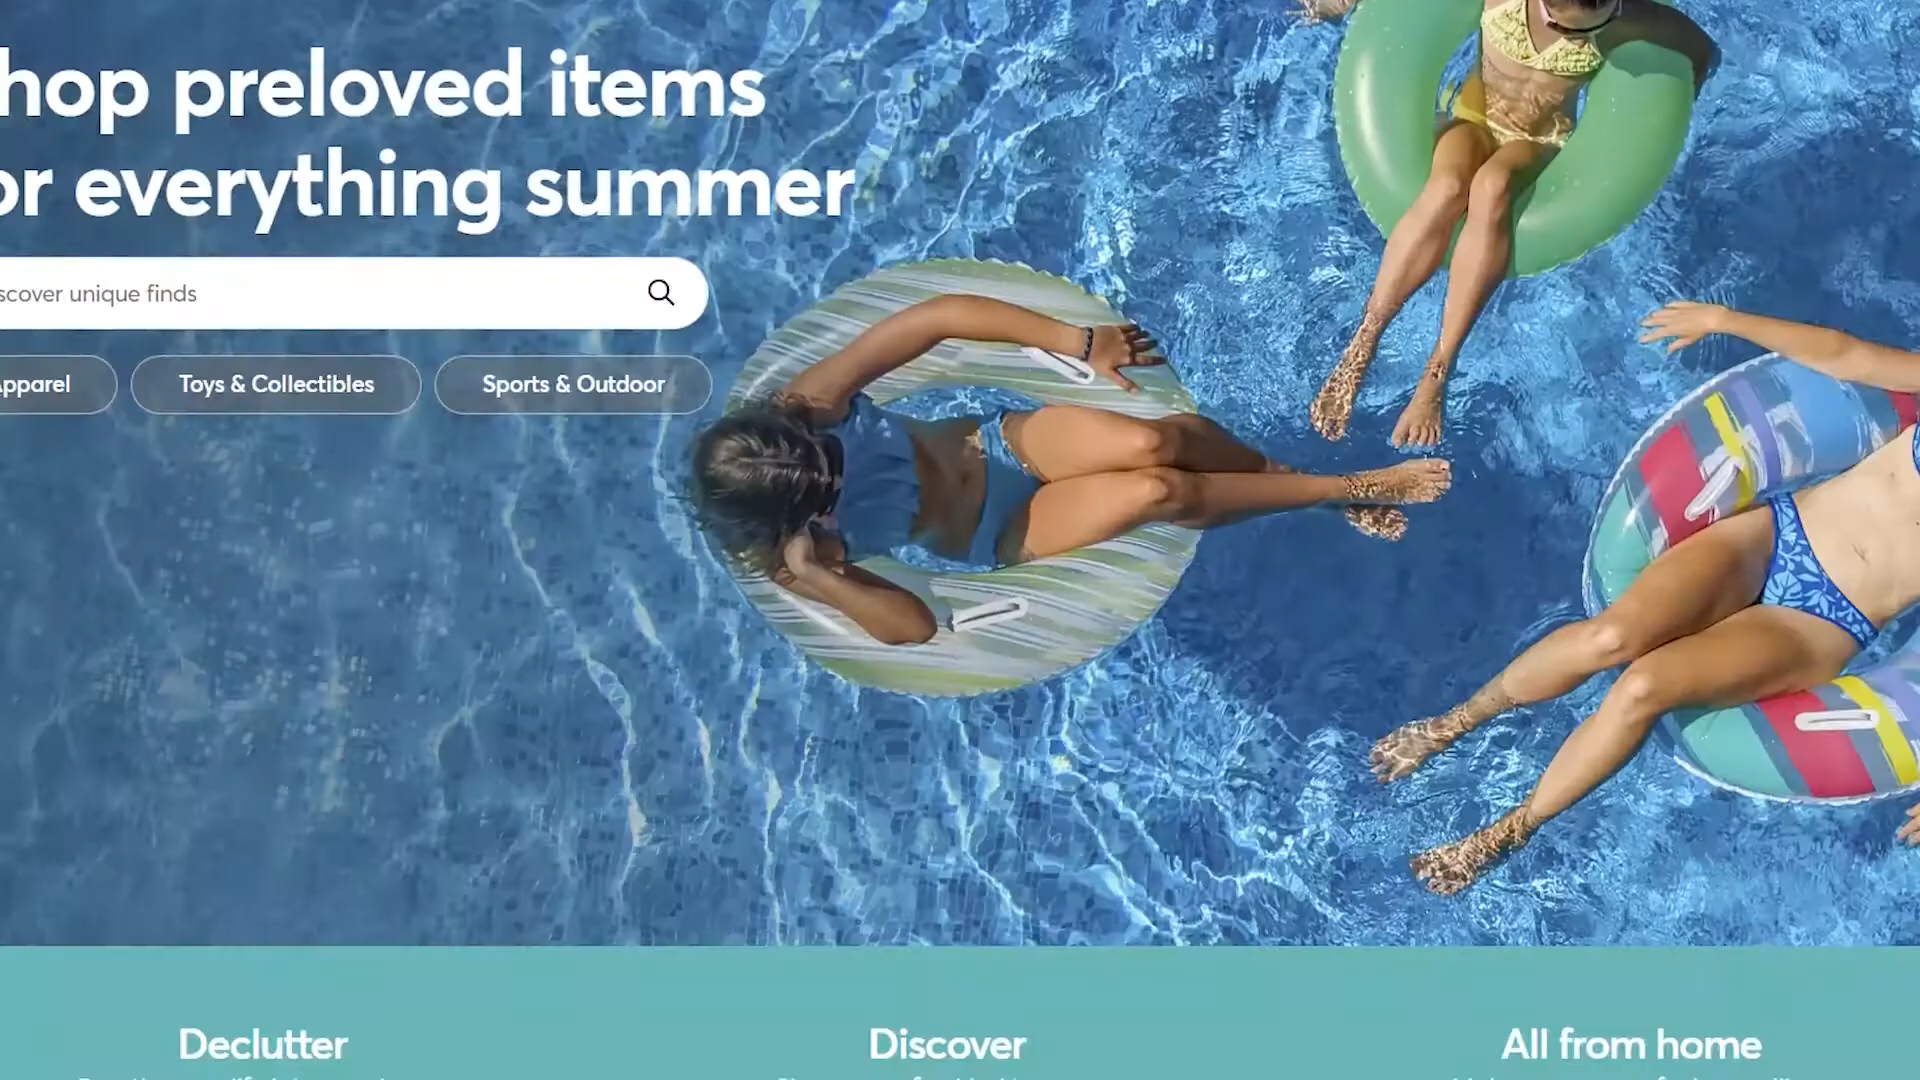 hop preloved items
or everything summer
scover unique finds
Apparel
Toys & Collectibles
Sports & Outdoor
Declutter
Discover
All from home